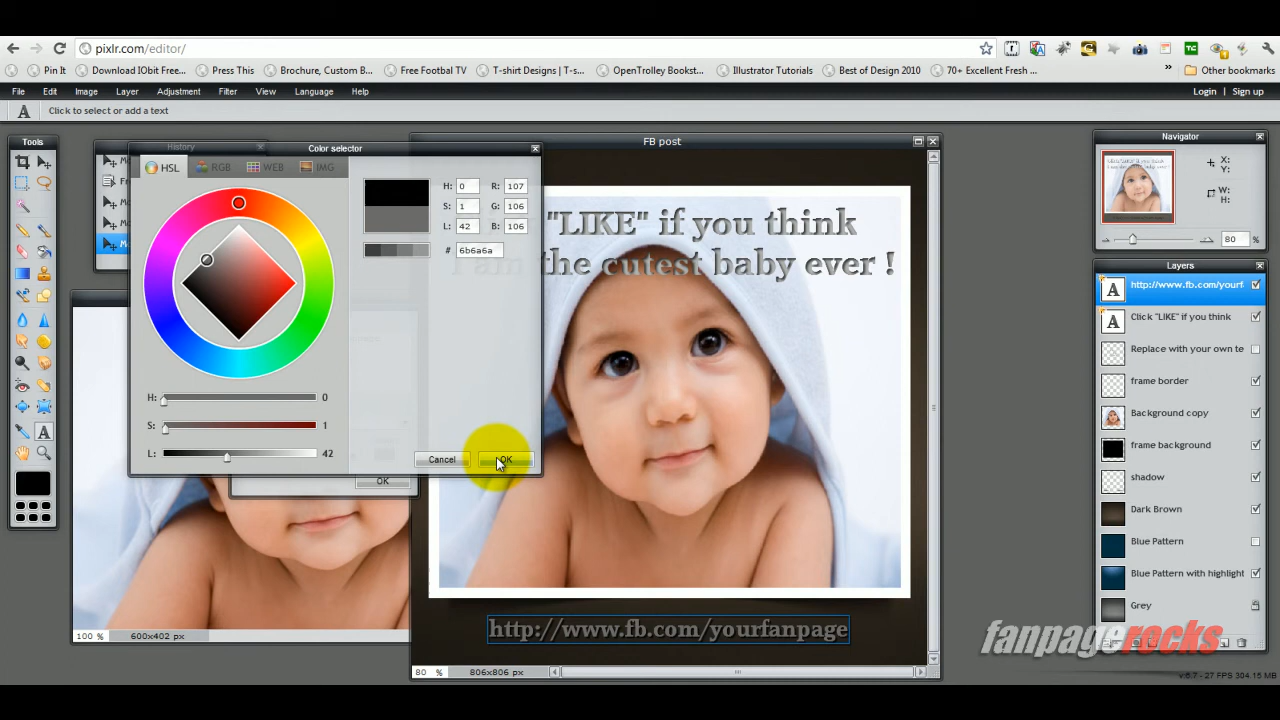 pixlr.com/editor/
Pin It
Download IObit Free...
Press This
Brochure, Custom B...
Free Footbal TV
T-shirt Designs | T-s...
OpenTrolley Bookst...
Illustrator Tutorials
Best of Design 2010
70+ Excellent Fresh ...
»
Other bookmarks
File Edit Image Layer Adjustment Filter View Language Help
Login | Sign up
A Click to select or add a text
Tools
History
Color selector
FB post
Navigator
HSL RGB WEB IMG
H: 0 R: 107
S: 1 G: 106
L: 42 B: 106
# 6b6a6a
X:
Y:
W:
H:
80 %
"LIKE" if you think
I am the cutest baby ever !
Layers
A http://www.fb.com/yourf
A Click "LIKE" if you think
Replace with your own te
frame border
Background copy
frame background
shadow
Dark Brown
Blue Pattern
Blue Pattern with highlight
Grey
H: 0
S: 1
L: 42
Cancel OK
OK
http://www.fb.com/yourfanpage
100 % 600x402 px
80 % 806x806 px
fanpagerocks
v:6.7 - 27 FPS 304.15 MB